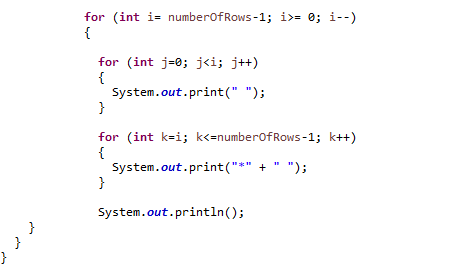 for (int i= numberOfRows-1; i>= 0; i--)
{
for (int j=0; j<i; j++)
{
System.out.print(" ");
}
for (int k=i; k<=numberOfRows-1; k++)
{
System.out.print("*" + " ");
}
System.out.println();
}
}
}